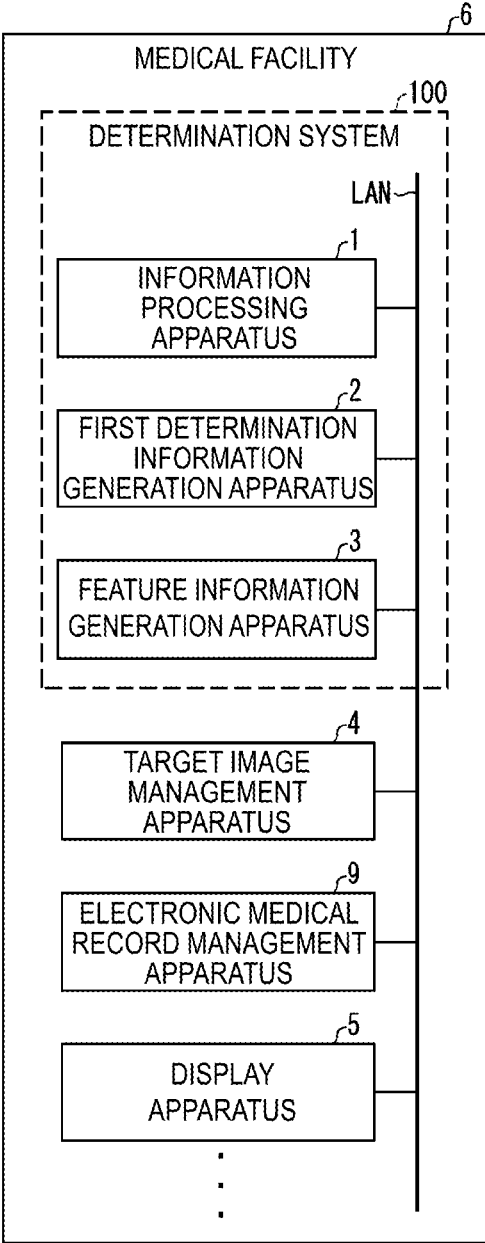 6
MEDICAL FACILITY
100
DETERMINATION SYSTEM
LAN
1
INFORMATION
PROCESSING
APPARATUS
2
FIRST DETERMINATION
INFORMATION
GENERATION APPARATUS
3
FEATURE INFORMATION
GENERATION APPARATUS
4
TARGET IMAGE
MANAGEMENT
APPARATUS
9
ELECTRONIC MEDICAL
RECORD MANAGEMENT
APPARATUS
5
DISPLAY
APPARATUS